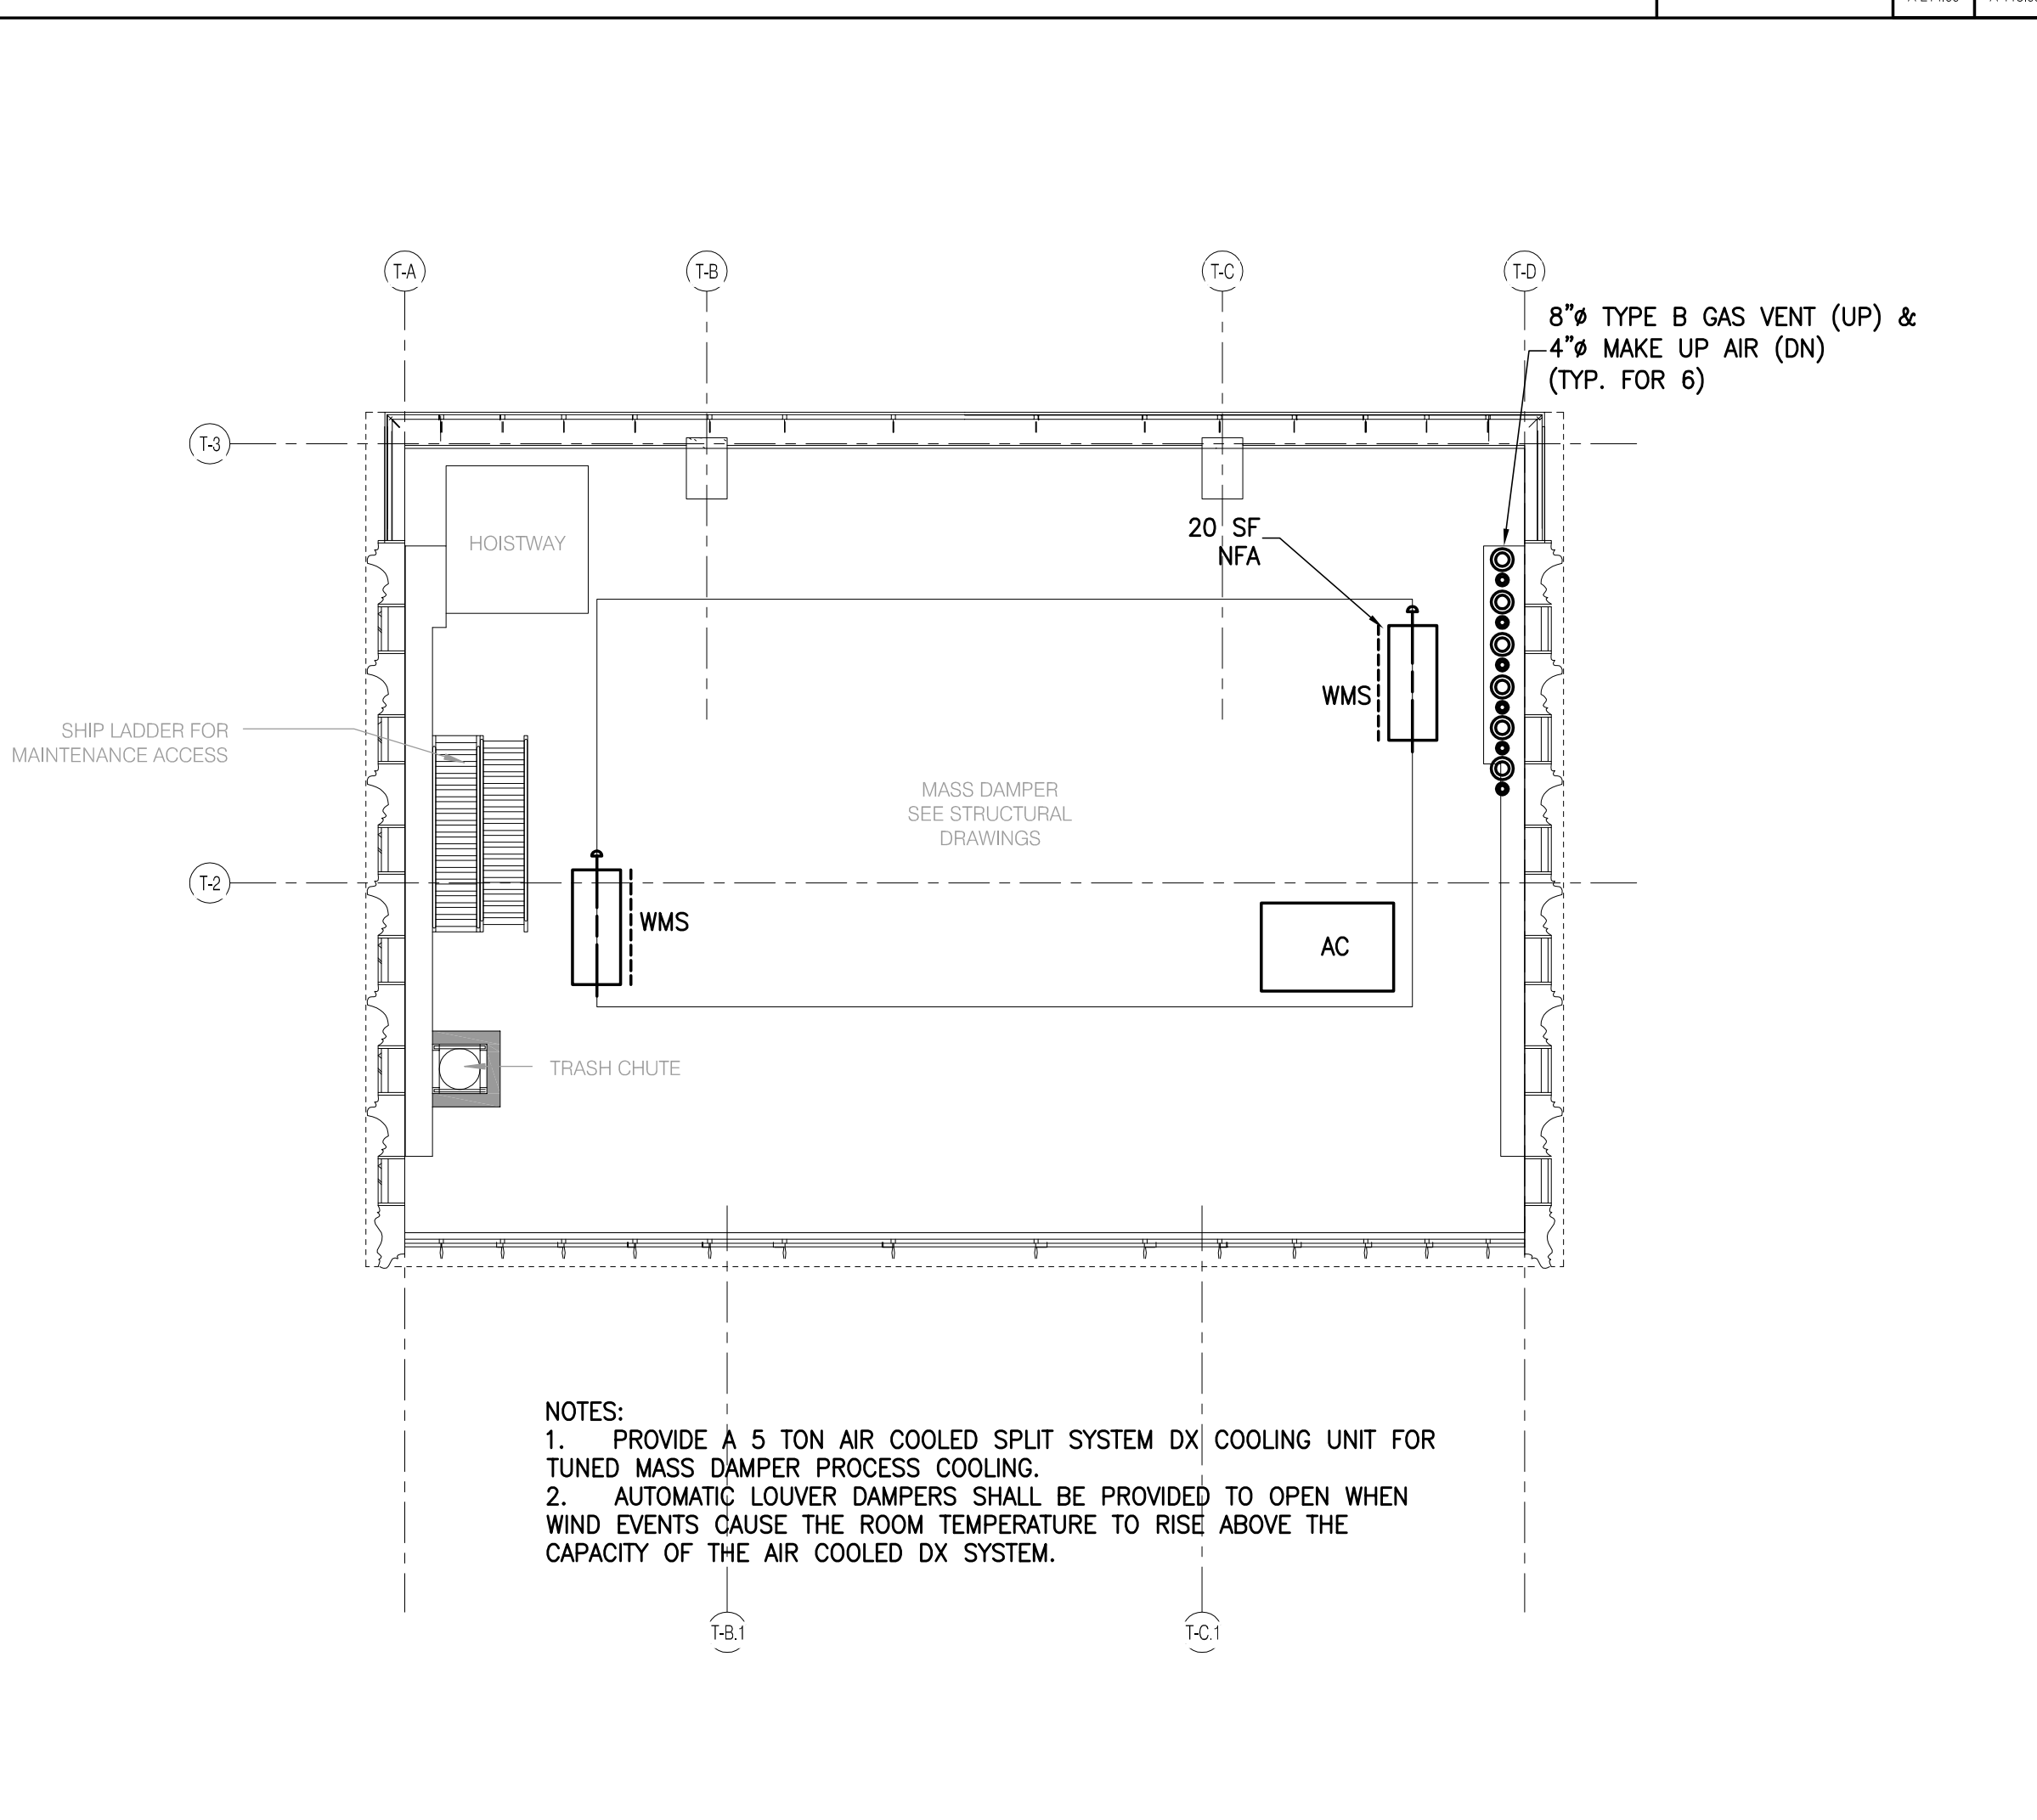 T-A
T-B
T-C
T-D
8"ø TYPE B GAS VENT (UP) &
4"ø MAKE UP AIR (DN)
(TYP. FOR 6)
T-3
20 SF
NFA
HOISTWAY
WMS
SHIP LADDER FOR
MAINTENANCE ACCESS
MASS DAMPER
SEE STRUCTURAL
DRAWINGS
T-2
WMS
AC
TRASH CHUTE
NOTES:
1. PROVIDE A 5 TON AIR COOLED SPLIT SYSTEM DX COOLING UNIT FOR
TUNED MASS DAMPER PROCESS COOLING.
2. AUTOMATIC LOUVER DAMPERS SHALL BE PROVIDED TO OPEN WHEN
WIND EVENTS CAUSE THE ROOM TEMPERATURE TO RISE ABOVE THE
CAPACITY OF THE AIR COOLED DX SYSTEM.
T-B.1
T-C.1